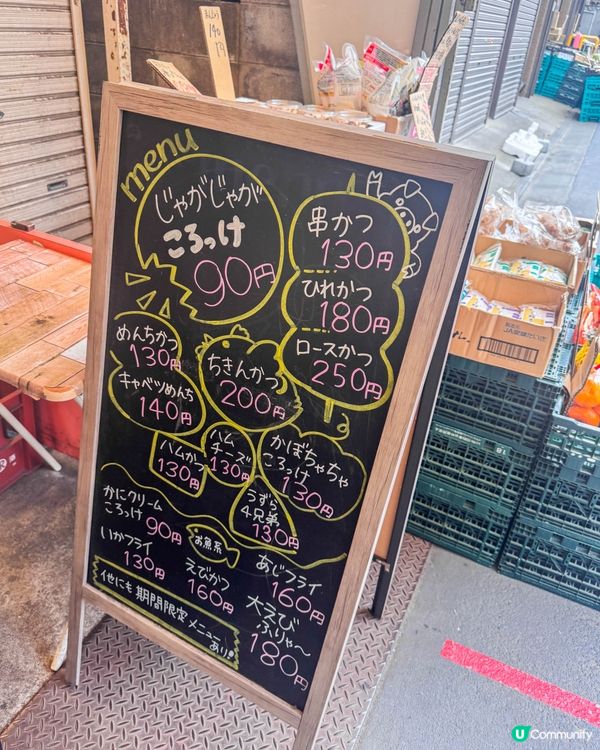 menu
じゃがじゃが
ころっけ
90円
串かつ
130円
ひれかつ
180円
ロースかつ
250円
めんちかつ
130円
キャベツめんち
140円
ちきんかつ
200円
ハムかつ
130円
ハム
チーズ
130円
かぼちゃちゃ
ころっけ
130円
うずら
4兄弟
130円
かにクリーム
ころっけ
90円
お魚系
いかフライ
130円
えびかつ
160円
あじフライ
160円
大えび
ふりゃ〜
180円
他にも期間限定メニュー
あり!
U Community